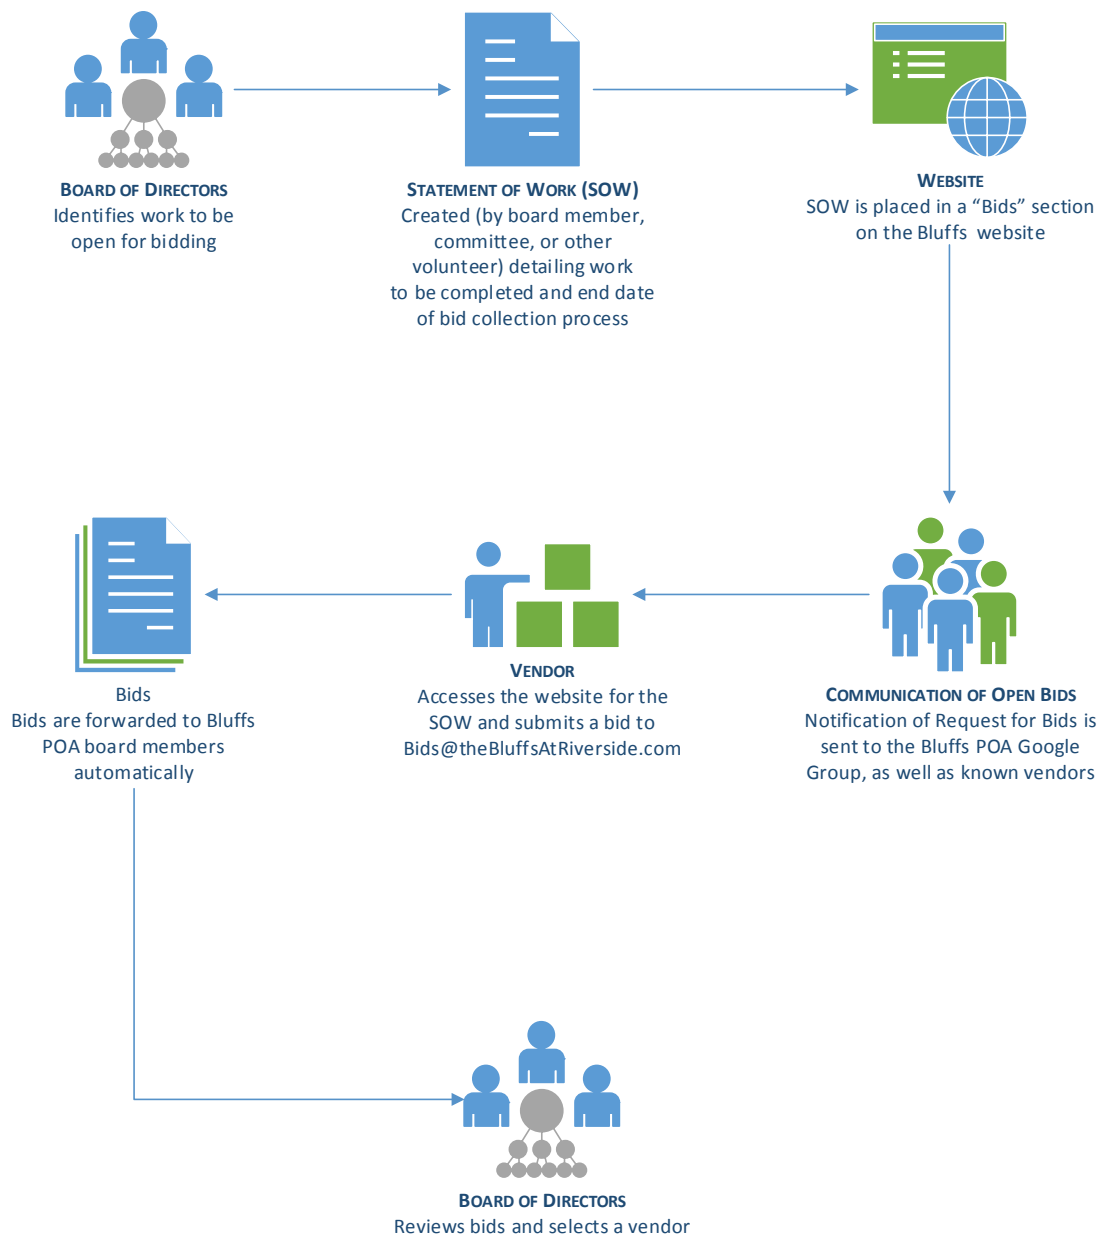 BOARD OF DIRECTORS
Identifies work to be
open for bidding
STATEMENT OF WORK (SOW)
Created (by board member,
committee, or other
volunteer) detailing work
to be completed and end date
of bid collection process
WEBSITE
SOW is placed in a “Bids” section
on the Bluffs website
COMMUNICATION OF OPEN BIDS
Notification of Request for Bids is
sent to the Bluffs POA Google
Group, as well as known vendors
VENDOR
Accesses the website for the
SOW and submits a bid to
Bids@theBluffsAtRiverside.com
Bids
Bids are forwarded to Bluffs
POA board members
automatically
BOARD OF DIRECTORS
Reviews bids and selects a vendor